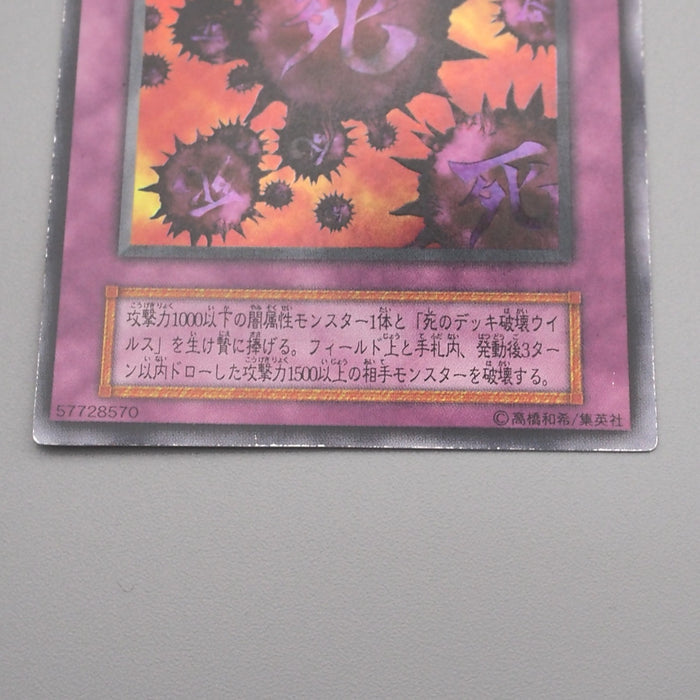 死
死
死
攻撃力1000以下の闇属性モンスター1体と「死のデッキ破壊ウイ
ルス」を生け贄に捧げる。フィールド上と手札内、発動後3ター
ン以内ドローした攻撃力1500以上の相手モンスターを破壊する。
57728570
©高橋和希/集英社